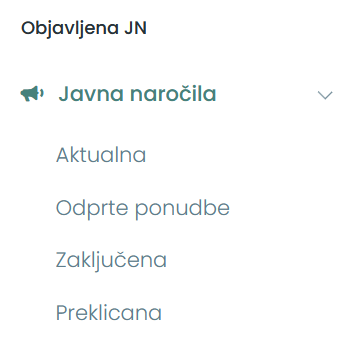 Objavljena JN
Javna naročila
Aktualna
Odprte ponudbe
Zaključena
Preklicana